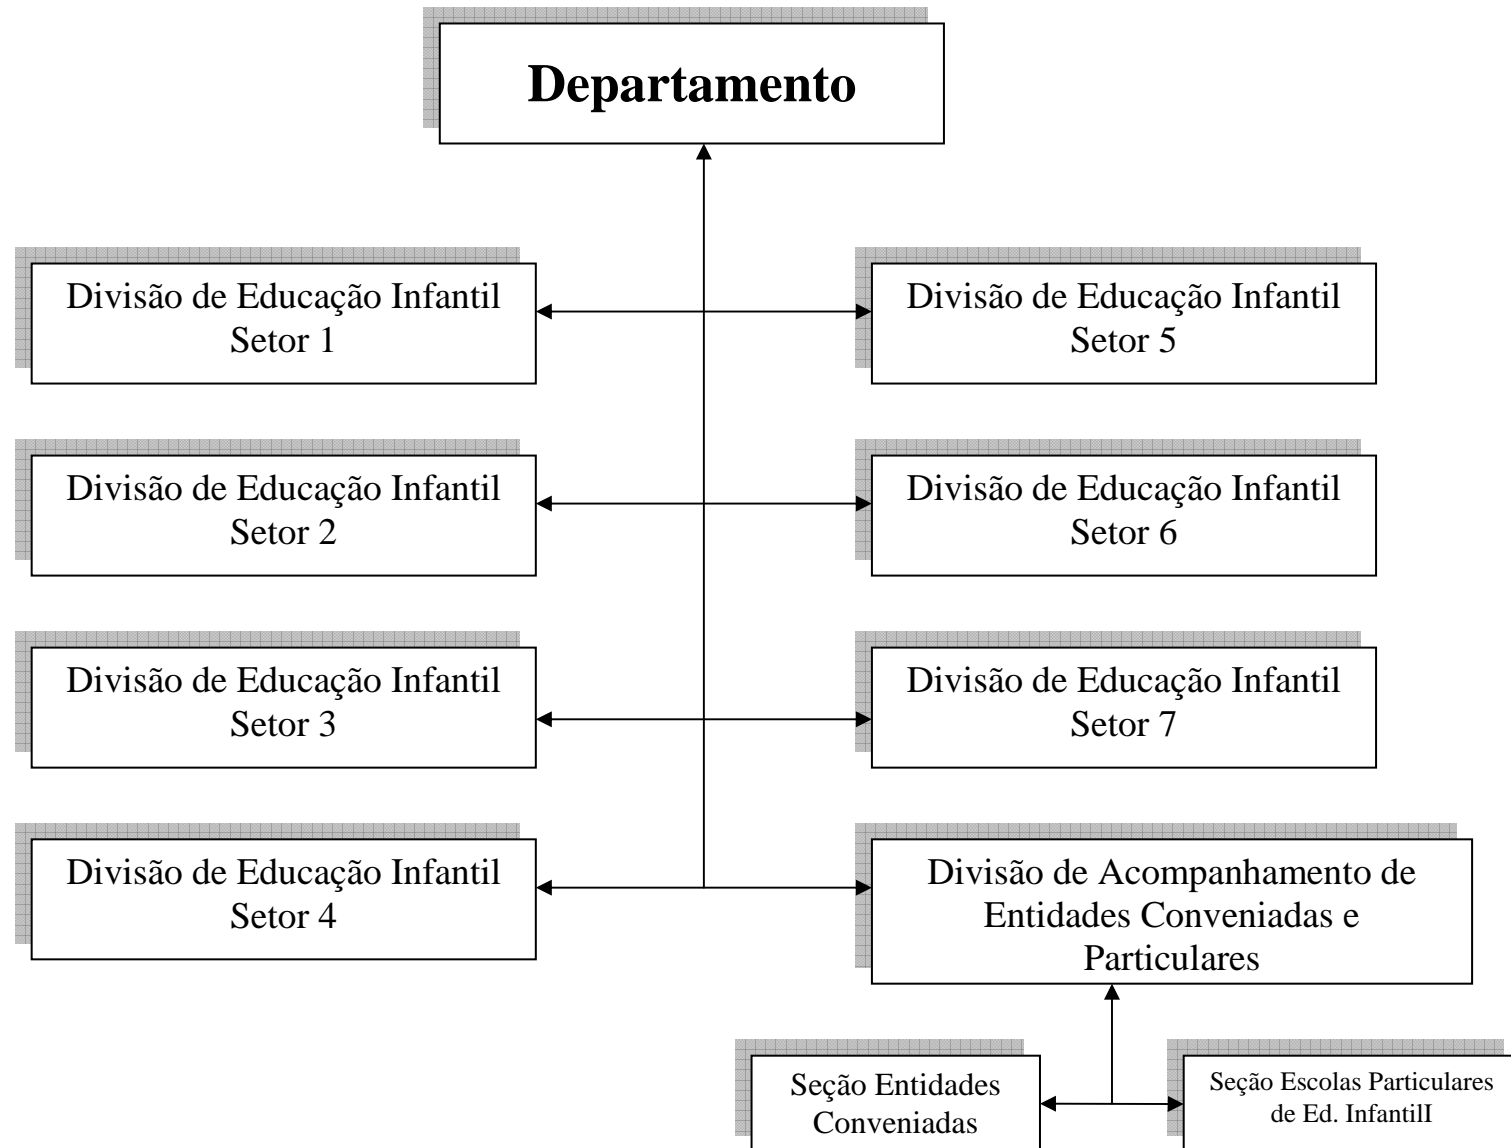 Departamento
Divisão de Educação Infantil
Setor 1
Divisão de Educação Infantil
Setor 5
Divisão de Educação Infantil
Setor 2
Divisão de Educação Infantil
Setor 6
Divisão de Educação Infantil
Setor 3
Divisão de Educação Infantil
Setor 7
Divisão de Educação Infantil
Setor 4
Divisão de Acompanhamento de
Entidades Conveniadas e
Particulares
Seção Entidades
Conveniadas
Seção Escolas Particulares
de Ed. InfantilI